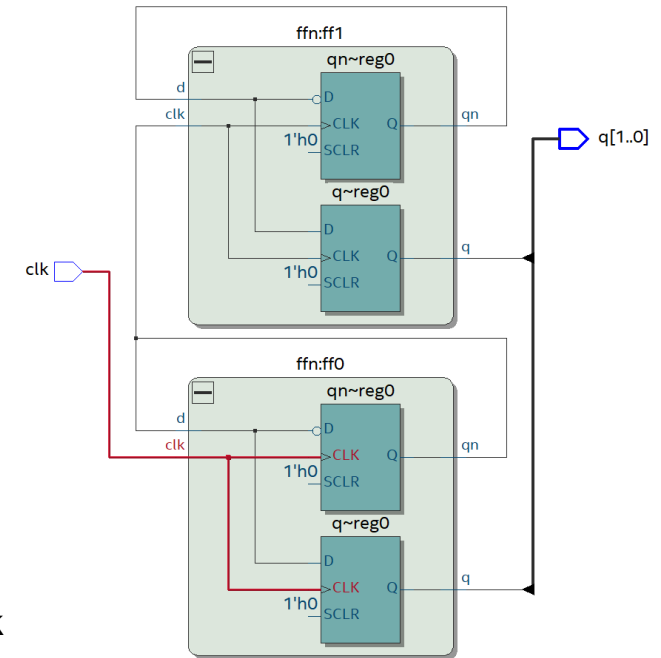 ffn:ff1
qn~reg0
d
D
clk
CLK
Q
qn
1'h0
SCLR
q[1..0]
q~reg0
D
q
CLK
Q
1'h0
SCLR
clk
ffn:ff0
qn~reg0
d
D
clk
CLK
Q
qn
1'h0
SCLR
q~reg0
D
q
CLK
Q
1'h0
SCLR